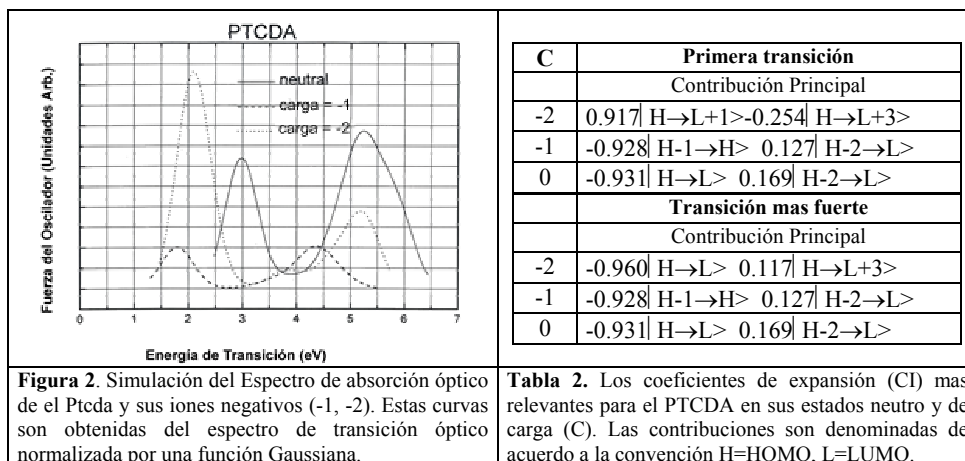 PTCDA
neutral
carga = -1
carga = -2
Fuerza del Oscilador (Unidades Arb.)
0 1 2 3 4 5 6 7
Energía de Transición (eV)
Figura 2. Simulación del Espectro de absorción óptico
de el Ptcda y sus iones negativos (-1, -2). Estas curvas
son obtenidas del espectro de transición óptico
normalizada por una función Gaussiana.
C Primera transición
Contribución Principal
-2 0.917| H→L+1>-0.254| H→L+3>
-1 -0.928| H-1→H> 0.127| H-2→L>
0 -0.931| H→L> 0.169| H-2→L>
Transición mas fuerte
Contribución Principal
-2 -0.960| H→L> 0.117| H→L+3>
-1 -0.928| H-1→H> 0.127| H-2→L>
0 -0.931| H→L> 0.169| H-2→L>
Tabla 2. Los coeficientes de expansión (CI) mas
relevantes para el PTCDA en sus estados neutro y de
carga (C). Las contribuciones son denominadas de
acuerdo a la convención H=HOMO, L=LUMO.